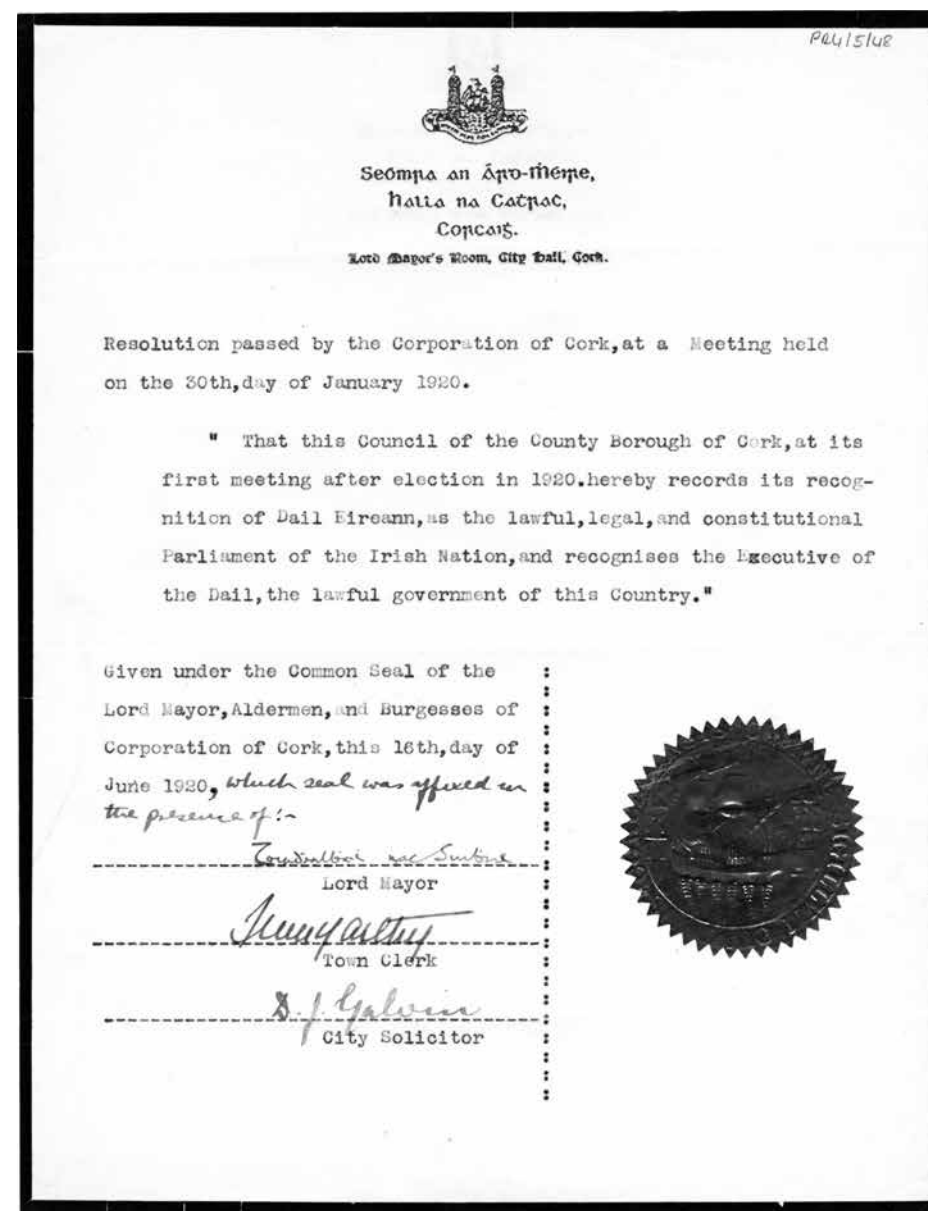 PR4/5/48
Seómra an Árd-Ṁéire,
Halla na Catraċ,
Corcaiġ.
Lord Mayor's Room, City Hall, Cork.
Resolution passed by the Corporation of Cork,at a Meeting held
on the 30th,day of January 1920.
" That this Council of the County Borough of Cork,at its
first meeting after election in 1920.hereby records its recog-
nition of Dail Eireann,as the lawful,legal,and constitutional
Parliament of the Irish Nation,and recognises the Executive of
the Dail,the lawful government of this Country."
Given under the Common Seal of the
Lord Mayor,Aldermen,and Burgesses of
Corporation of Cork,this 16th,day of
June 1920, which seal was affixed in
the presence of :-
Toirdhealbhach mac Suibhne
Lord Mayor
Town Clerk
D. J. Galvin
City Solicitor